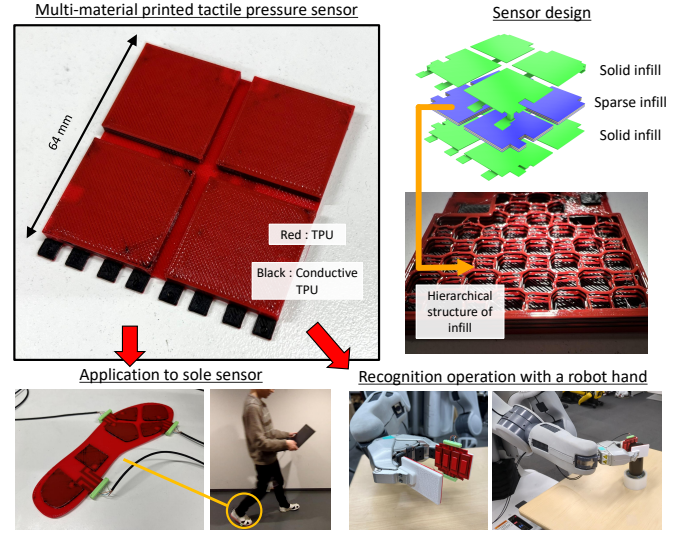 Multi-material printed tactile pressure sensor
64 mm
Red : TPU
Black : Conductive
TPU
Sensor design
Solid infill
Sparse infill
Solid infill
Hierarchical
structure of
infill
Application to sole sensor
Recognition operation with a robot hand